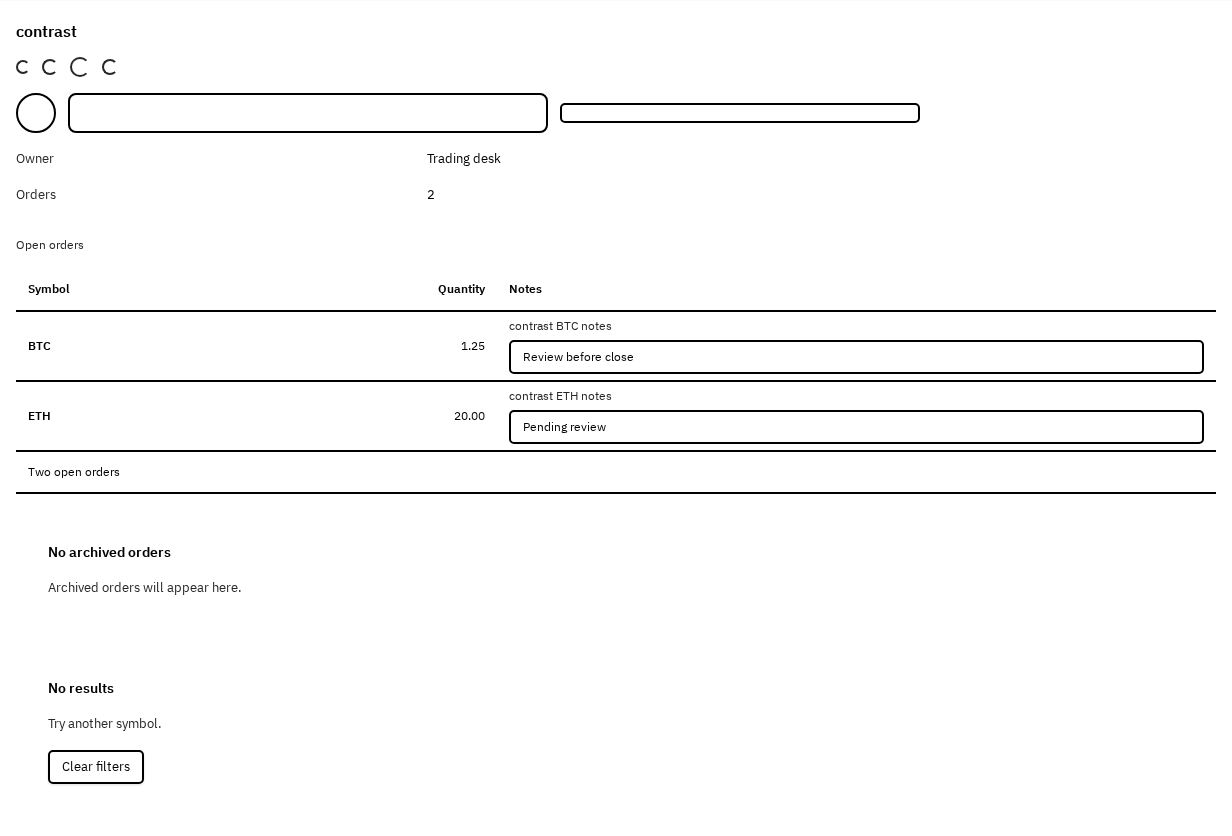 contrast
Owner Trading desk
Orders 2
Open orders
Symbol Quantity Notes
contrast BTC notes
BTC 1.25 Review before close
contrast ETH notes
ETH 20.00 Pending review
Two open orders
No archived orders
Archived orders will appear here.
No results
Try another symbol.
Clear filters